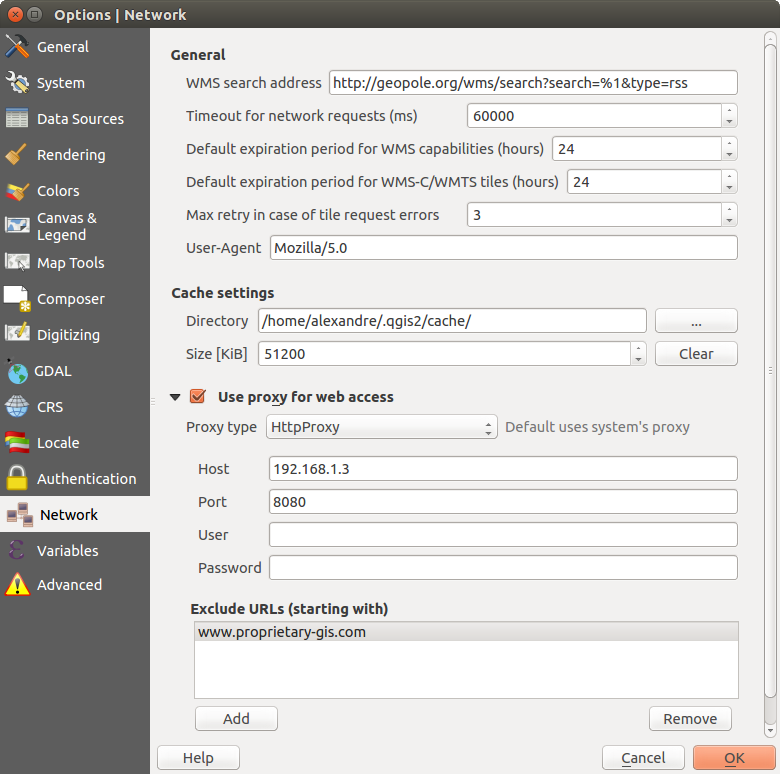 Options | Network
General
System
Data Sources
Rendering
Colors
Canvas &
Legend
Map Tools
Composer
Digitizing
GDAL
CRS
Locale
Authentication
Network
Variables
Advanced
General
WMS search address http://geopole.org/wms/search?search=%1&type=rss
Timeout for network requests (ms) 60000
Default expiration period for WMS capabilities (hours) 24
Default expiration period for WMS-C/WMTS tiles (hours) 24
Max retry in case of tile request errors 3
User-Agent Mozilla/5.0
Cache settings
Directory /home/alexandre/.qgis2/cache/ ...
Size [KiB] 51200 Clear
Use proxy for web access
Proxy type HttpProxy Default uses system's proxy
Host 192.168.1.3
Port 8080
User
Password
Exclude URLs (starting with)
www.proprietary-gis.com
Add Remove
Help Cancel OK